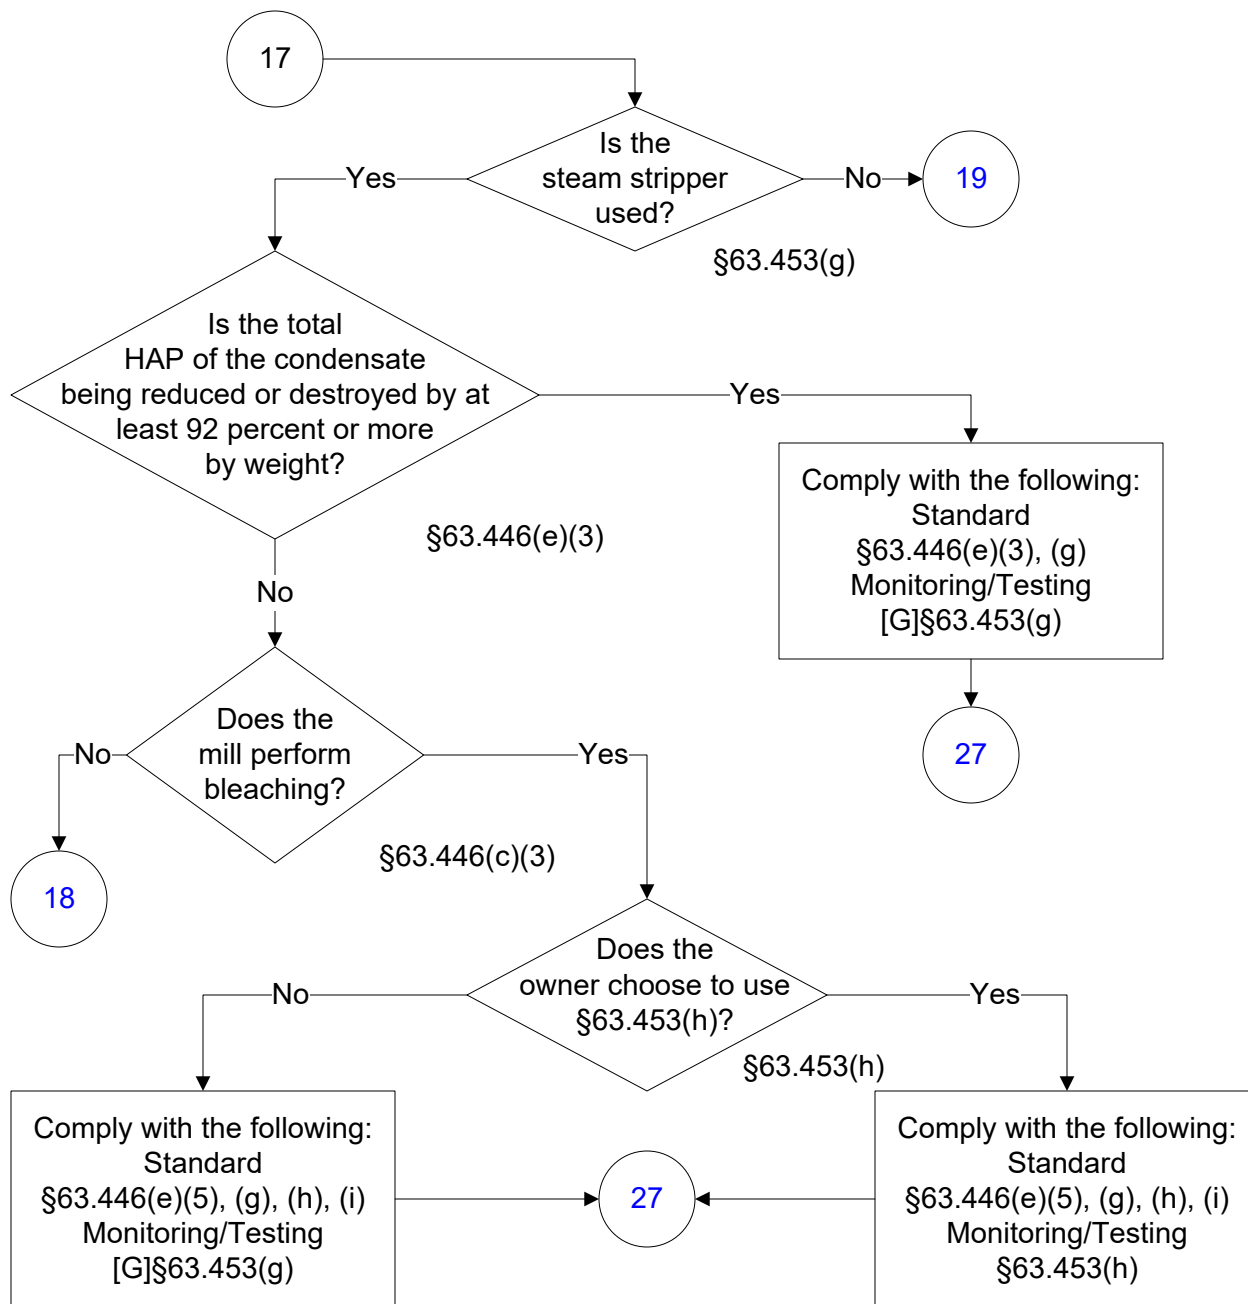 17
Is the
steam stripper
used?
Yes
No
19
§63.453(g)
Is the total
HAP of the condensate
being reduced or destroyed by at
least 92 percent or more
by weight?
Yes
§63.446(e)(3)
Comply with the following:
Standard
§63.446(e)(3), (g)
Monitoring/Testing
[G]§63.453(g)
No
27
Does the
mill perform
bleaching?
No
Yes
§63.446(c)(3)
18
Does the
owner choose to use
§63.453(h)?
No
Yes
§63.453(h)
Comply with the following:
Standard
§63.446(e)(5), (g), (h), (i)
Monitoring/Testing
[G]§63.453(g)
27
Comply with the following:
Standard
§63.446(e)(5), (g), (h), (i)
Monitoring/Testing
§63.453(h)